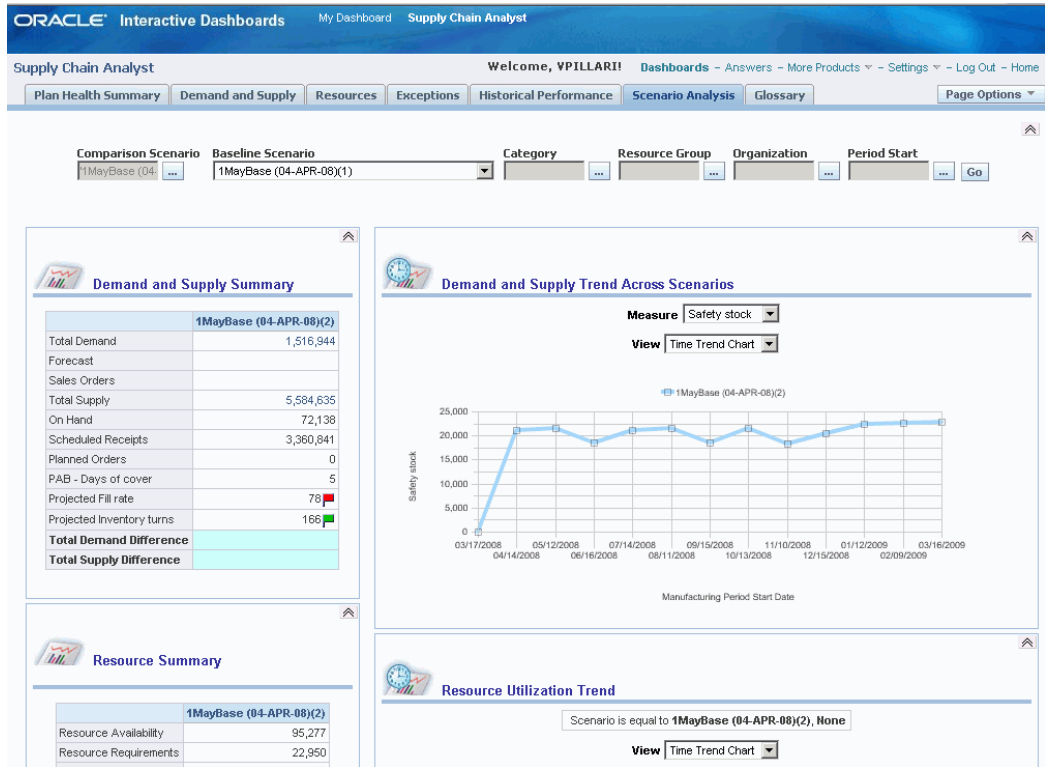 ORACLE Interactive Dashboards My Dashboard Supply Chain Analyst
Supply Chain Analyst Welcome, VPILLARI! Dashboards - Answers - More Products - Settings - Log Out - Home
Plan Health Summary Demand and Supply Resources Exceptions Historical Performance Scenario Analysis Glossary Page Options
Comparison Scenario Baseline Scenario Category Resource Group Organization Period Start
1MayBase (04- ... 1MayBase (04-APR-08)(1) ... ... ... ... Go
Demand and Supply Summary
1MayBase (04-APR-08)(2)
Total Demand 1,516,944
Forecast
Sales Orders
Total Supply 5,584,635
On Hand 72,138
Scheduled Receipts 3,360,841
Planned Orders 0
PAB - Days of cover 5
Projected Fill rate 78
Projected Inventory turns 166
Total Demand Difference
Total Supply Difference
Demand and Supply Trend Across Scenarios
Measure Safety stock
View Time Trend Chart
1MayBase (04-APR-08)(2)
25,000
20,000
15,000
10,000
5,000
0
Safety stock
03/17/2008 05/12/2008 07/14/2008 09/15/2008 11/10/2008 01/12/2009 03/16/2009
04/14/2008 06/16/2008 08/11/2008 10/13/2008 12/15/2008 02/09/2009
Manufacturing Period Start Date
Resource Summary
1MayBase (04-APR-08)(2)
Resource Availability 95,277
Resource Requirements 22,950
Resource Utilization Trend
Scenario is equal to 1MayBase (04-APR-08)(2), None
View Time Trend Chart